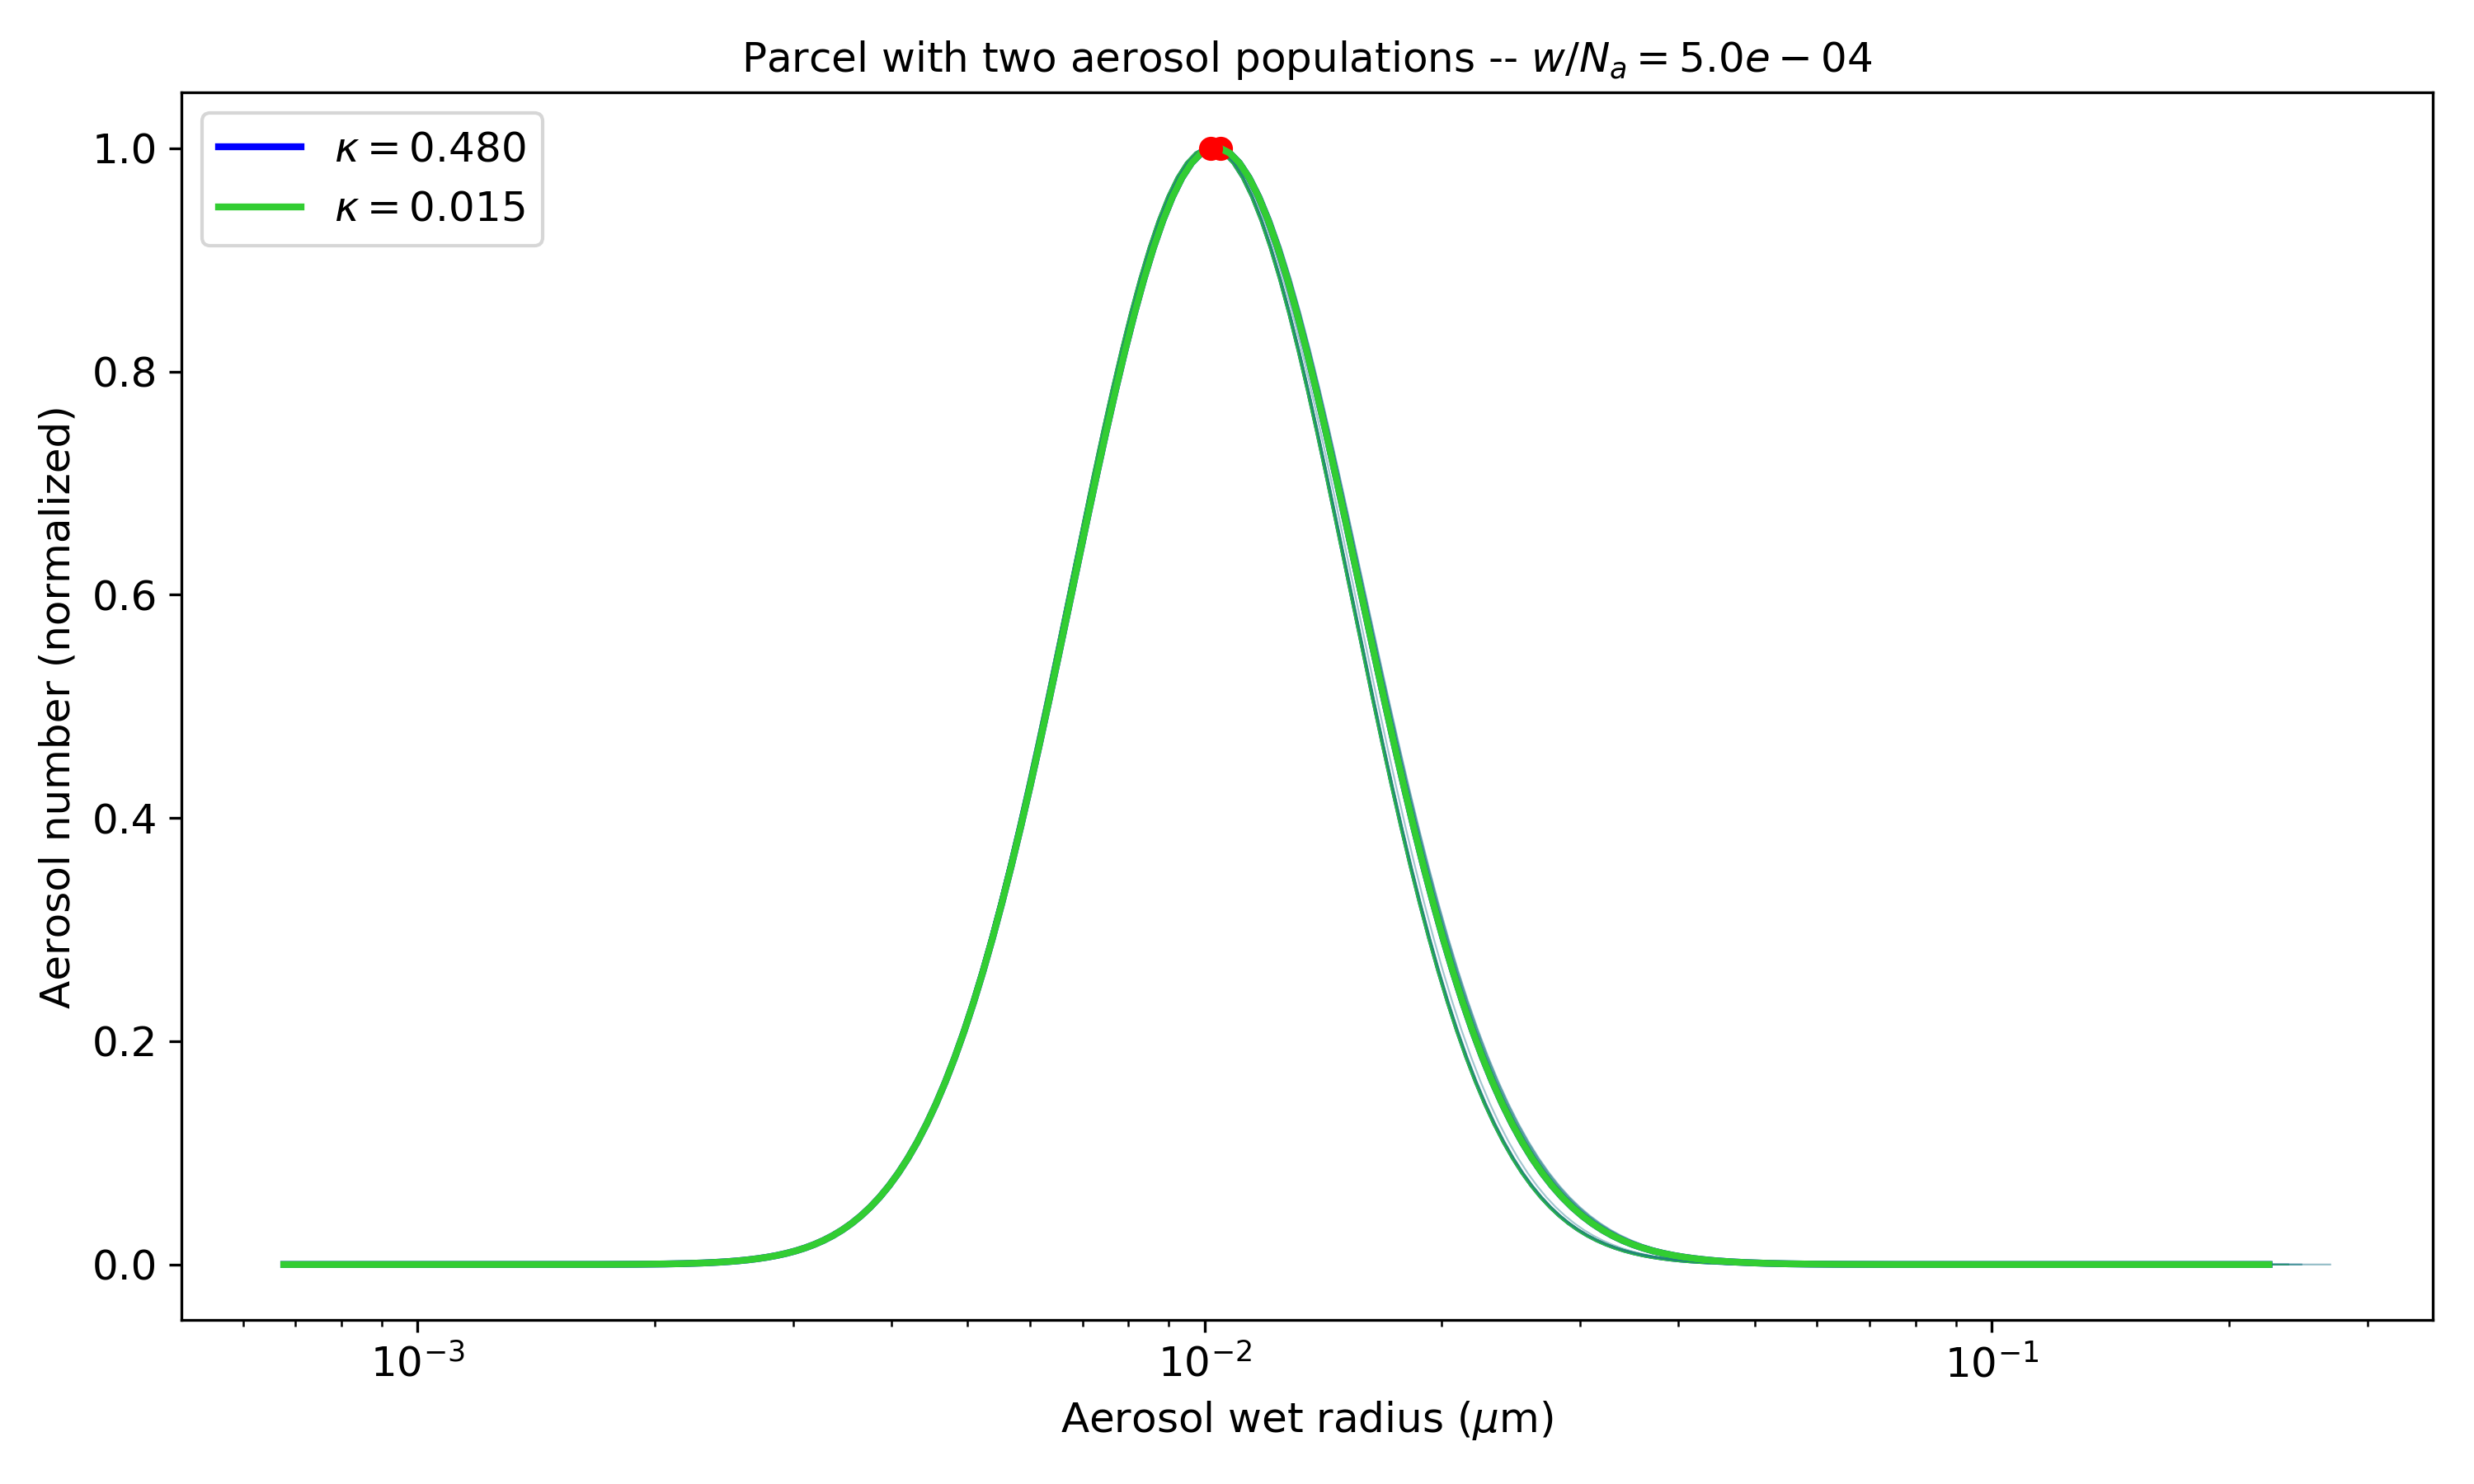 Parcel with two aerosol populations -- w/Nₐ = 5.0e − 04
κ = 0.480
κ = 0.015
Aerosol number (normalized)
1.0
0.8
0.6
0.4
0.2
0.0
10⁻³ 10⁻² 10⁻¹
Aerosol wet radius (μm)